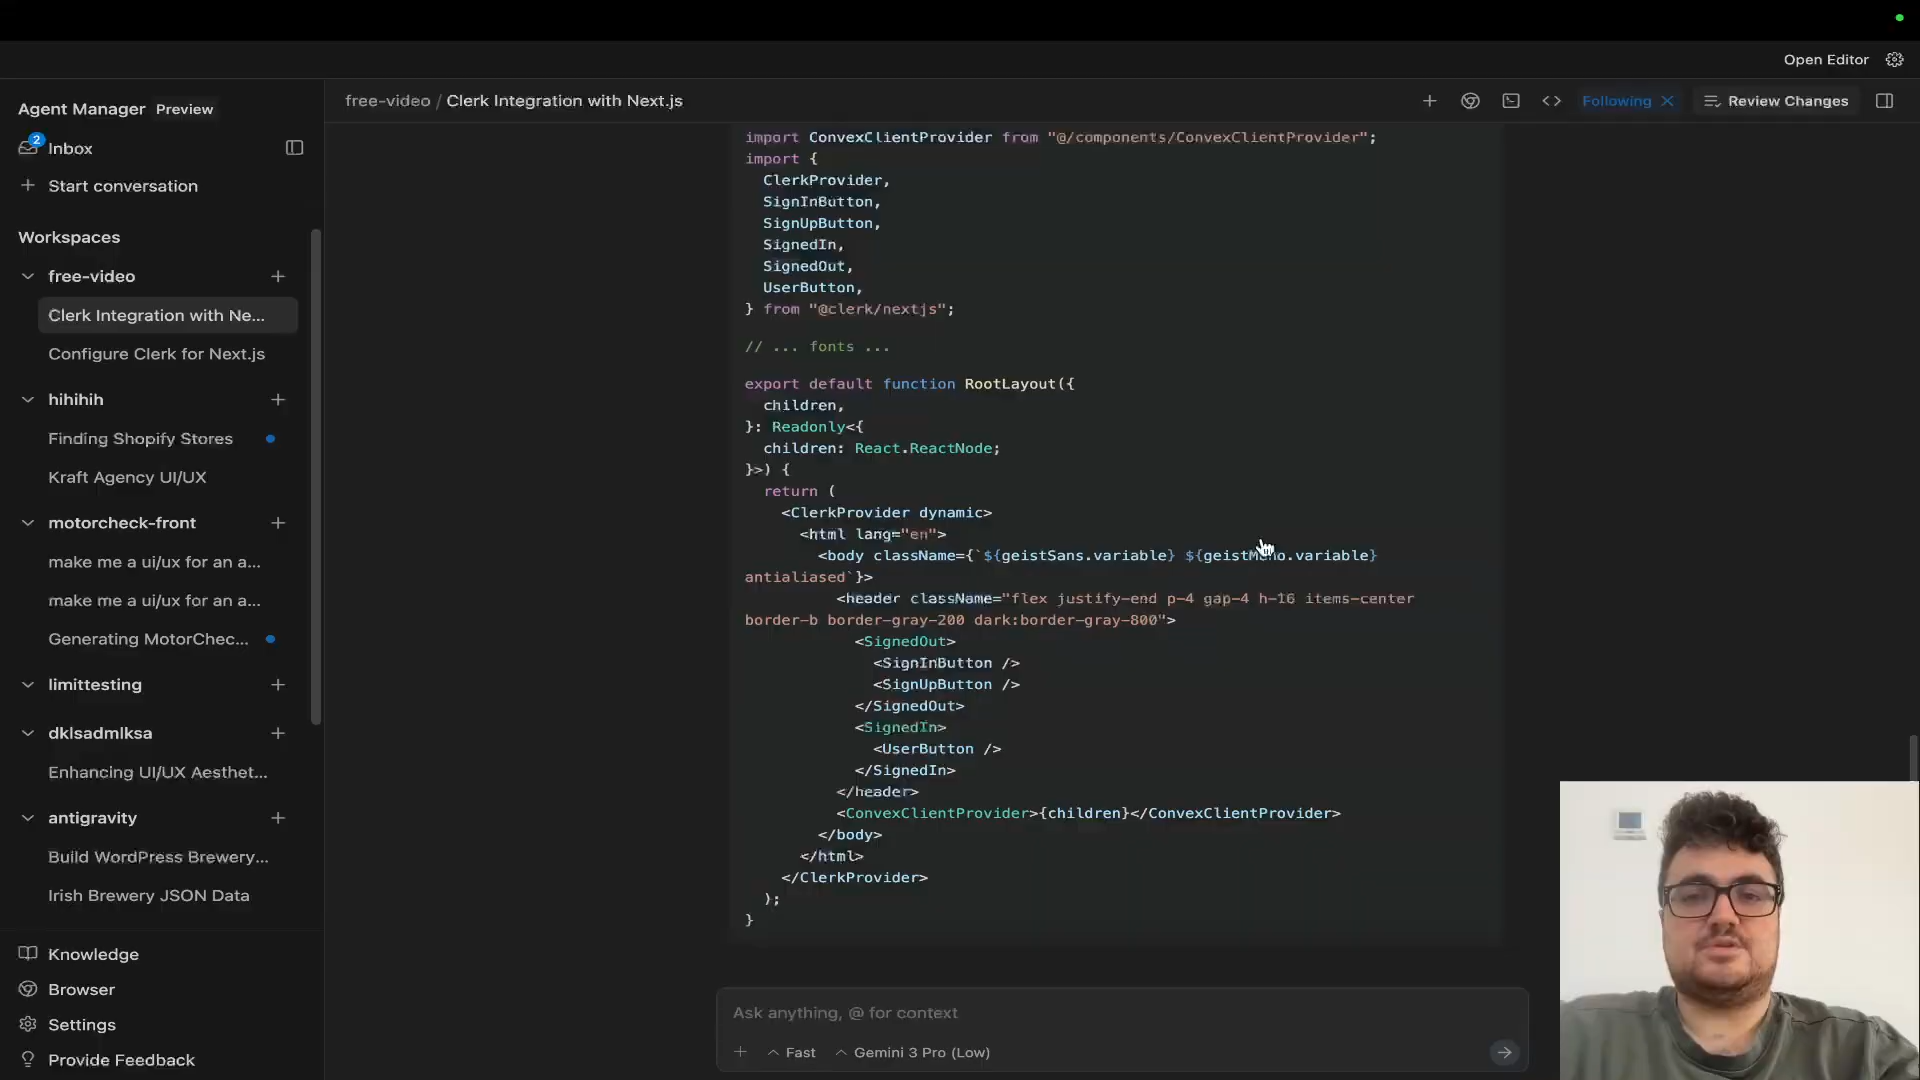 Open Editor
Agent Manager Preview
2
Inbox
Start conversation
Workspaces
free-video
Clerk Integration with Ne...
Configure Clerk for Next.js
hihihih
Finding Shopify Stores
Kraft Agency UI/UX
motorcheck-front
make me a ui/ux for an a...
make me a ui/ux for an a...
Generating MotorChec...
limittesting
dklsadmlksa
Enhancing UI/UX Aesthet...
antigravity
Build WordPress Brewery...
Irish Brewery JSON Data
Knowledge
Browser
Settings
Provide Feedback
free-video / Clerk Integration with Next.js
Following
Review Changes
import ConvexClientProvider from "@/components/ConvexClientProvider";
import {
ClerkProvider,
SignInButton,
SignUpButton,
SignedIn,
SignedOut,
UserButton,
} from "@clerk/nextjs";
// ... fonts ...
export default function RootLayout({
children,
}: Readonly<{
children: React.ReactNode;
}>) {
return (
<ClerkProvider dynamic>
<html lang="en">
<body className={`${geistSans.variable} ${geistMono.variable}
antialiased`}>
<header className="flex justify-end p-4 gap-4 h-16 items-center
border-b border-gray-200 dark:border-gray-800">
<SignedOut>
<SignInButton />
<SignUpButton />
</SignedOut>
<SignedIn>
<UserButton />
</SignedIn>
</header>
<ConvexClientProvider>{children}</ConvexClientProvider>
</body>
</html>
</ClerkProvider>
);
}
Ask anything, @ for context
Fast
Gemini 3 Pro (Low)